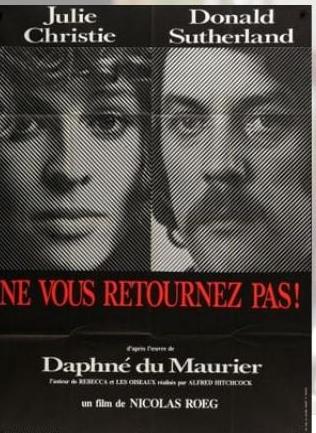 Julie Donald
Christie Sutherland
NE VOUS RETOURNEZ PAS!
d'après l'œuvre de
Daphné du Maurier
l'auteur de REBECCA et LES OISEAUX réalisés par ALFRED HITCHCOCK
un film de NICOLAS ROEG